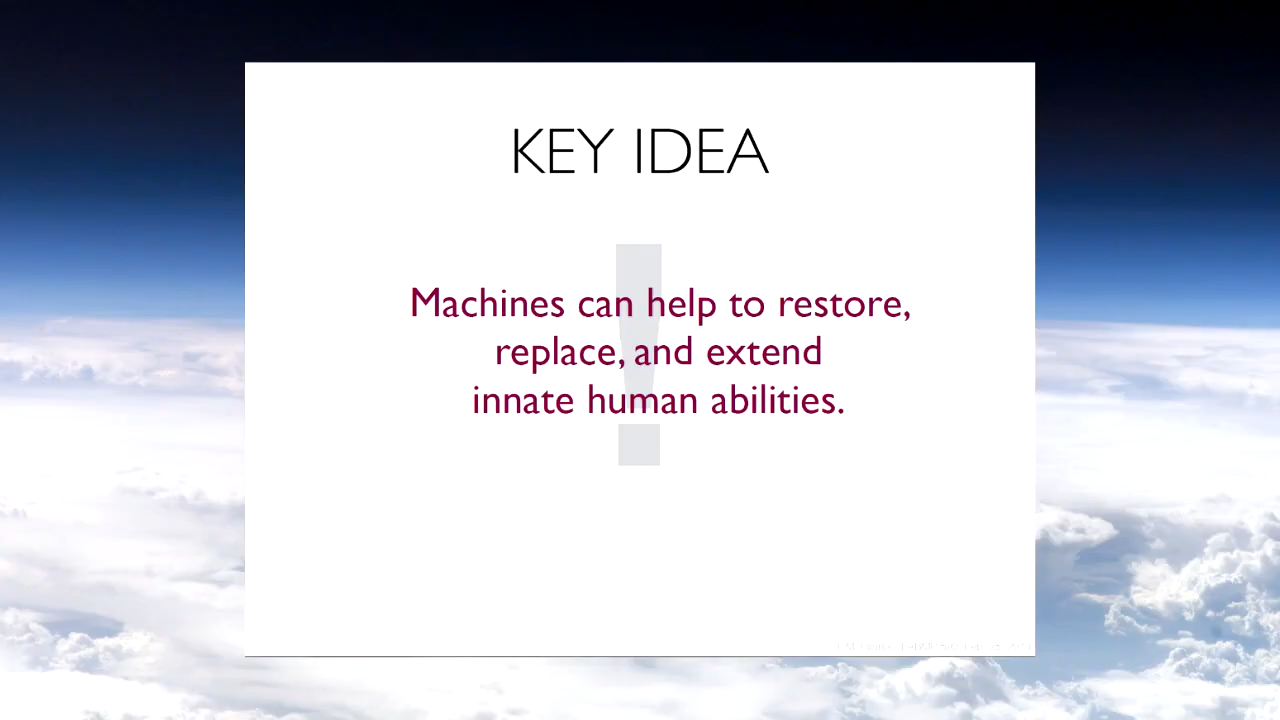 KEY IDEA
Machines can help to restore,
replace, and extend
innate human abilities.